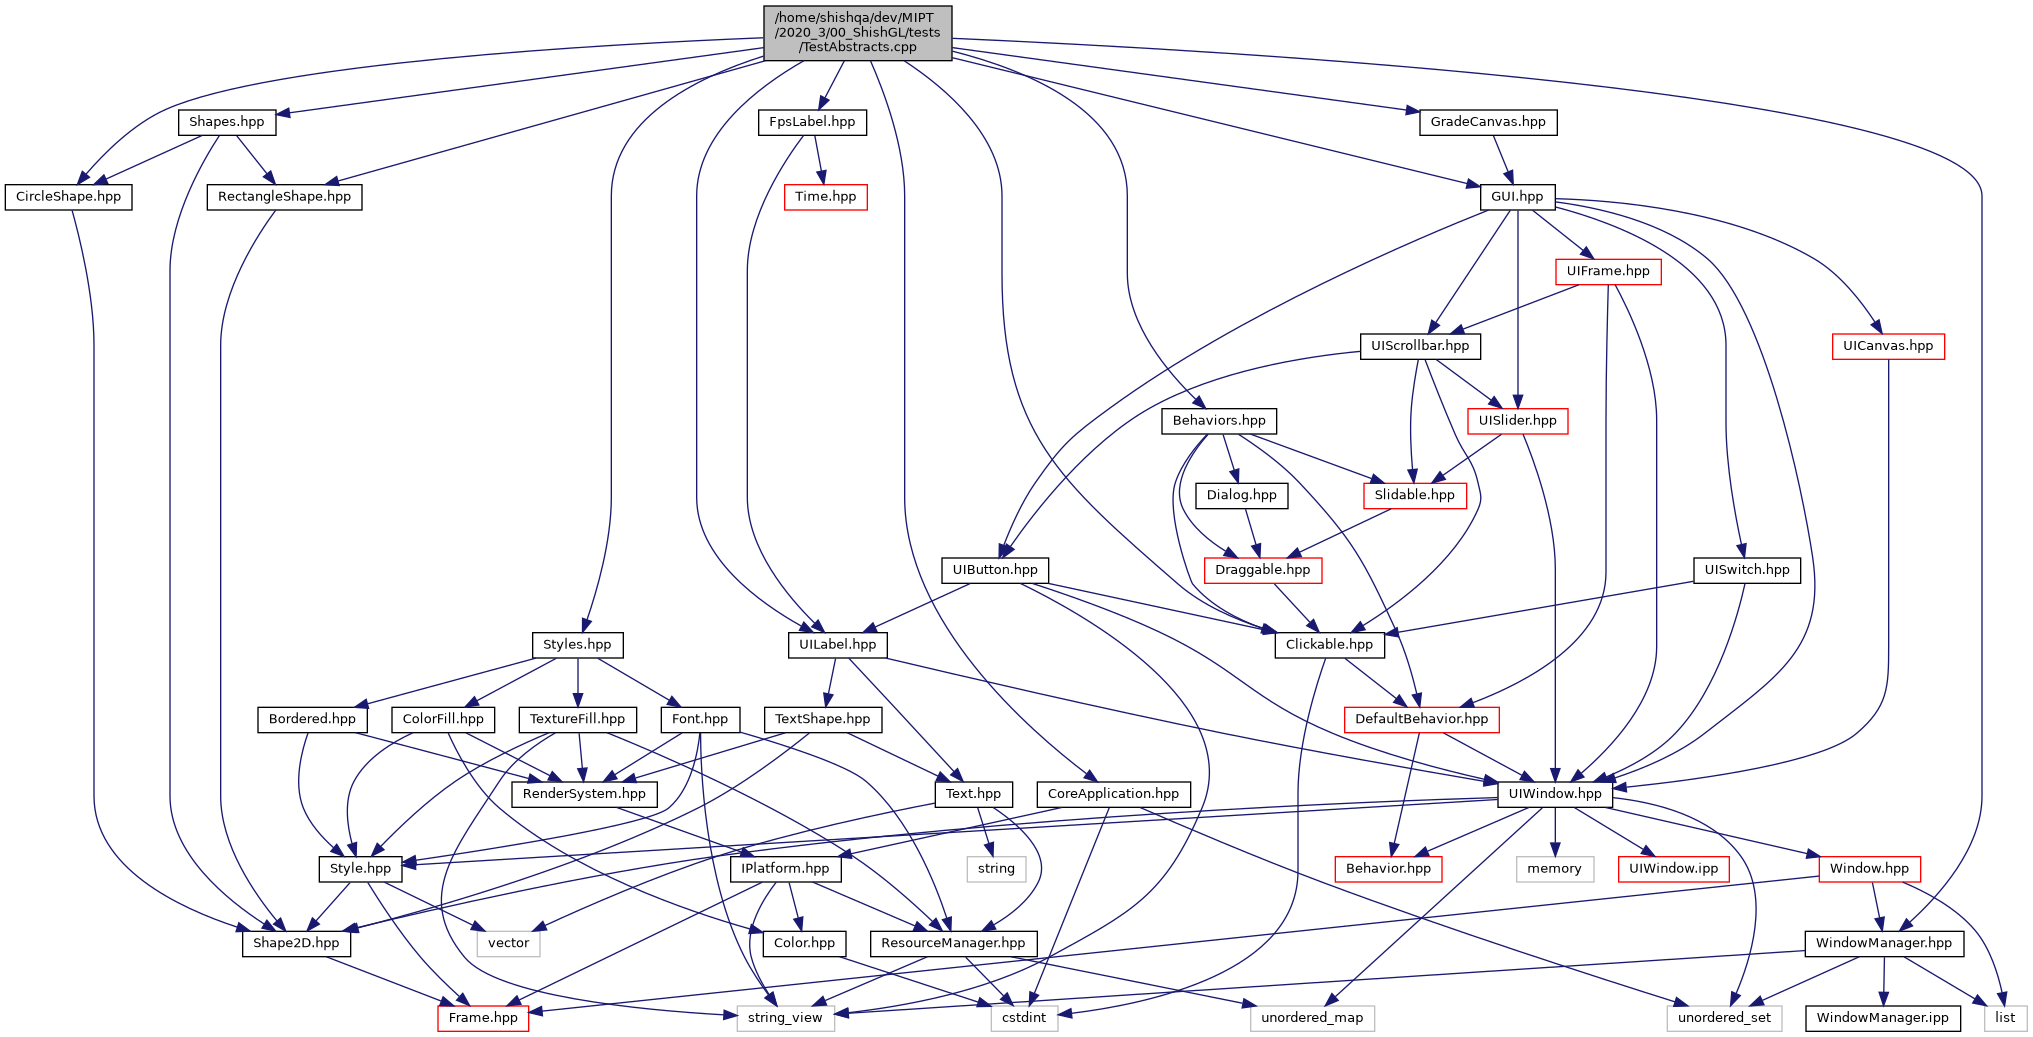 /home/shishqa/dev/MIPT
/2020_3/00_ShishGL/tests
/TestAbstracts.cpp
Shapes.hpp
FpsLabel.hpp
GradeCanvas.hpp
CircleShape.hpp
RectangleShape.hpp
Time.hpp
GUI.hpp
UIFrame.hpp
UIScrollbar.hpp
UICanvas.hpp
Behaviors.hpp
UISlider.hpp
Dialog.hpp
Slidable.hpp
UIButton.hpp
Draggable.hpp
UISwitch.hpp
Styles.hpp
UILabel.hpp
Clickable.hpp
Bordered.hpp
ColorFill.hpp
TextureFill.hpp
Font.hpp
TextShape.hpp
DefaultBehavior.hpp
RenderSystem.hpp
Text.hpp
CoreApplication.hpp
UIWindow.hpp
Style.hpp
IPlatform.hpp
string
Behavior.hpp
memory
UIWindow.ipp
Window.hpp
Shape2D.hpp
vector
Color.hpp
ResourceManager.hpp
WindowManager.hpp
Frame.hpp
string_view
cstdint
unordered_map
unordered_set
WindowManager.ipp
list